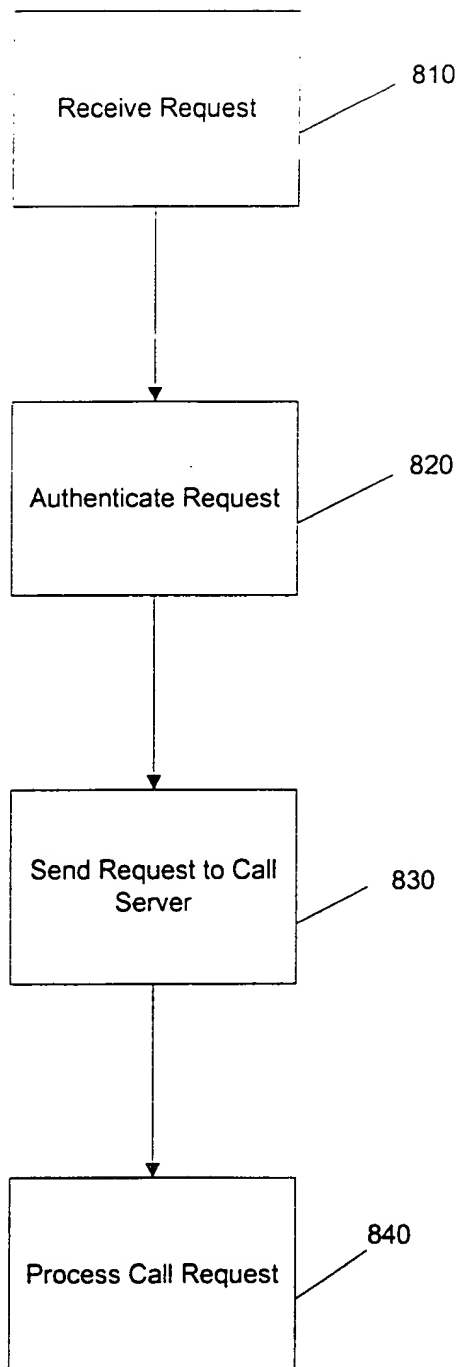 Receive Request
810
Authenticate Request
820
Send Request to Call
Server
830
Process Call Request
840